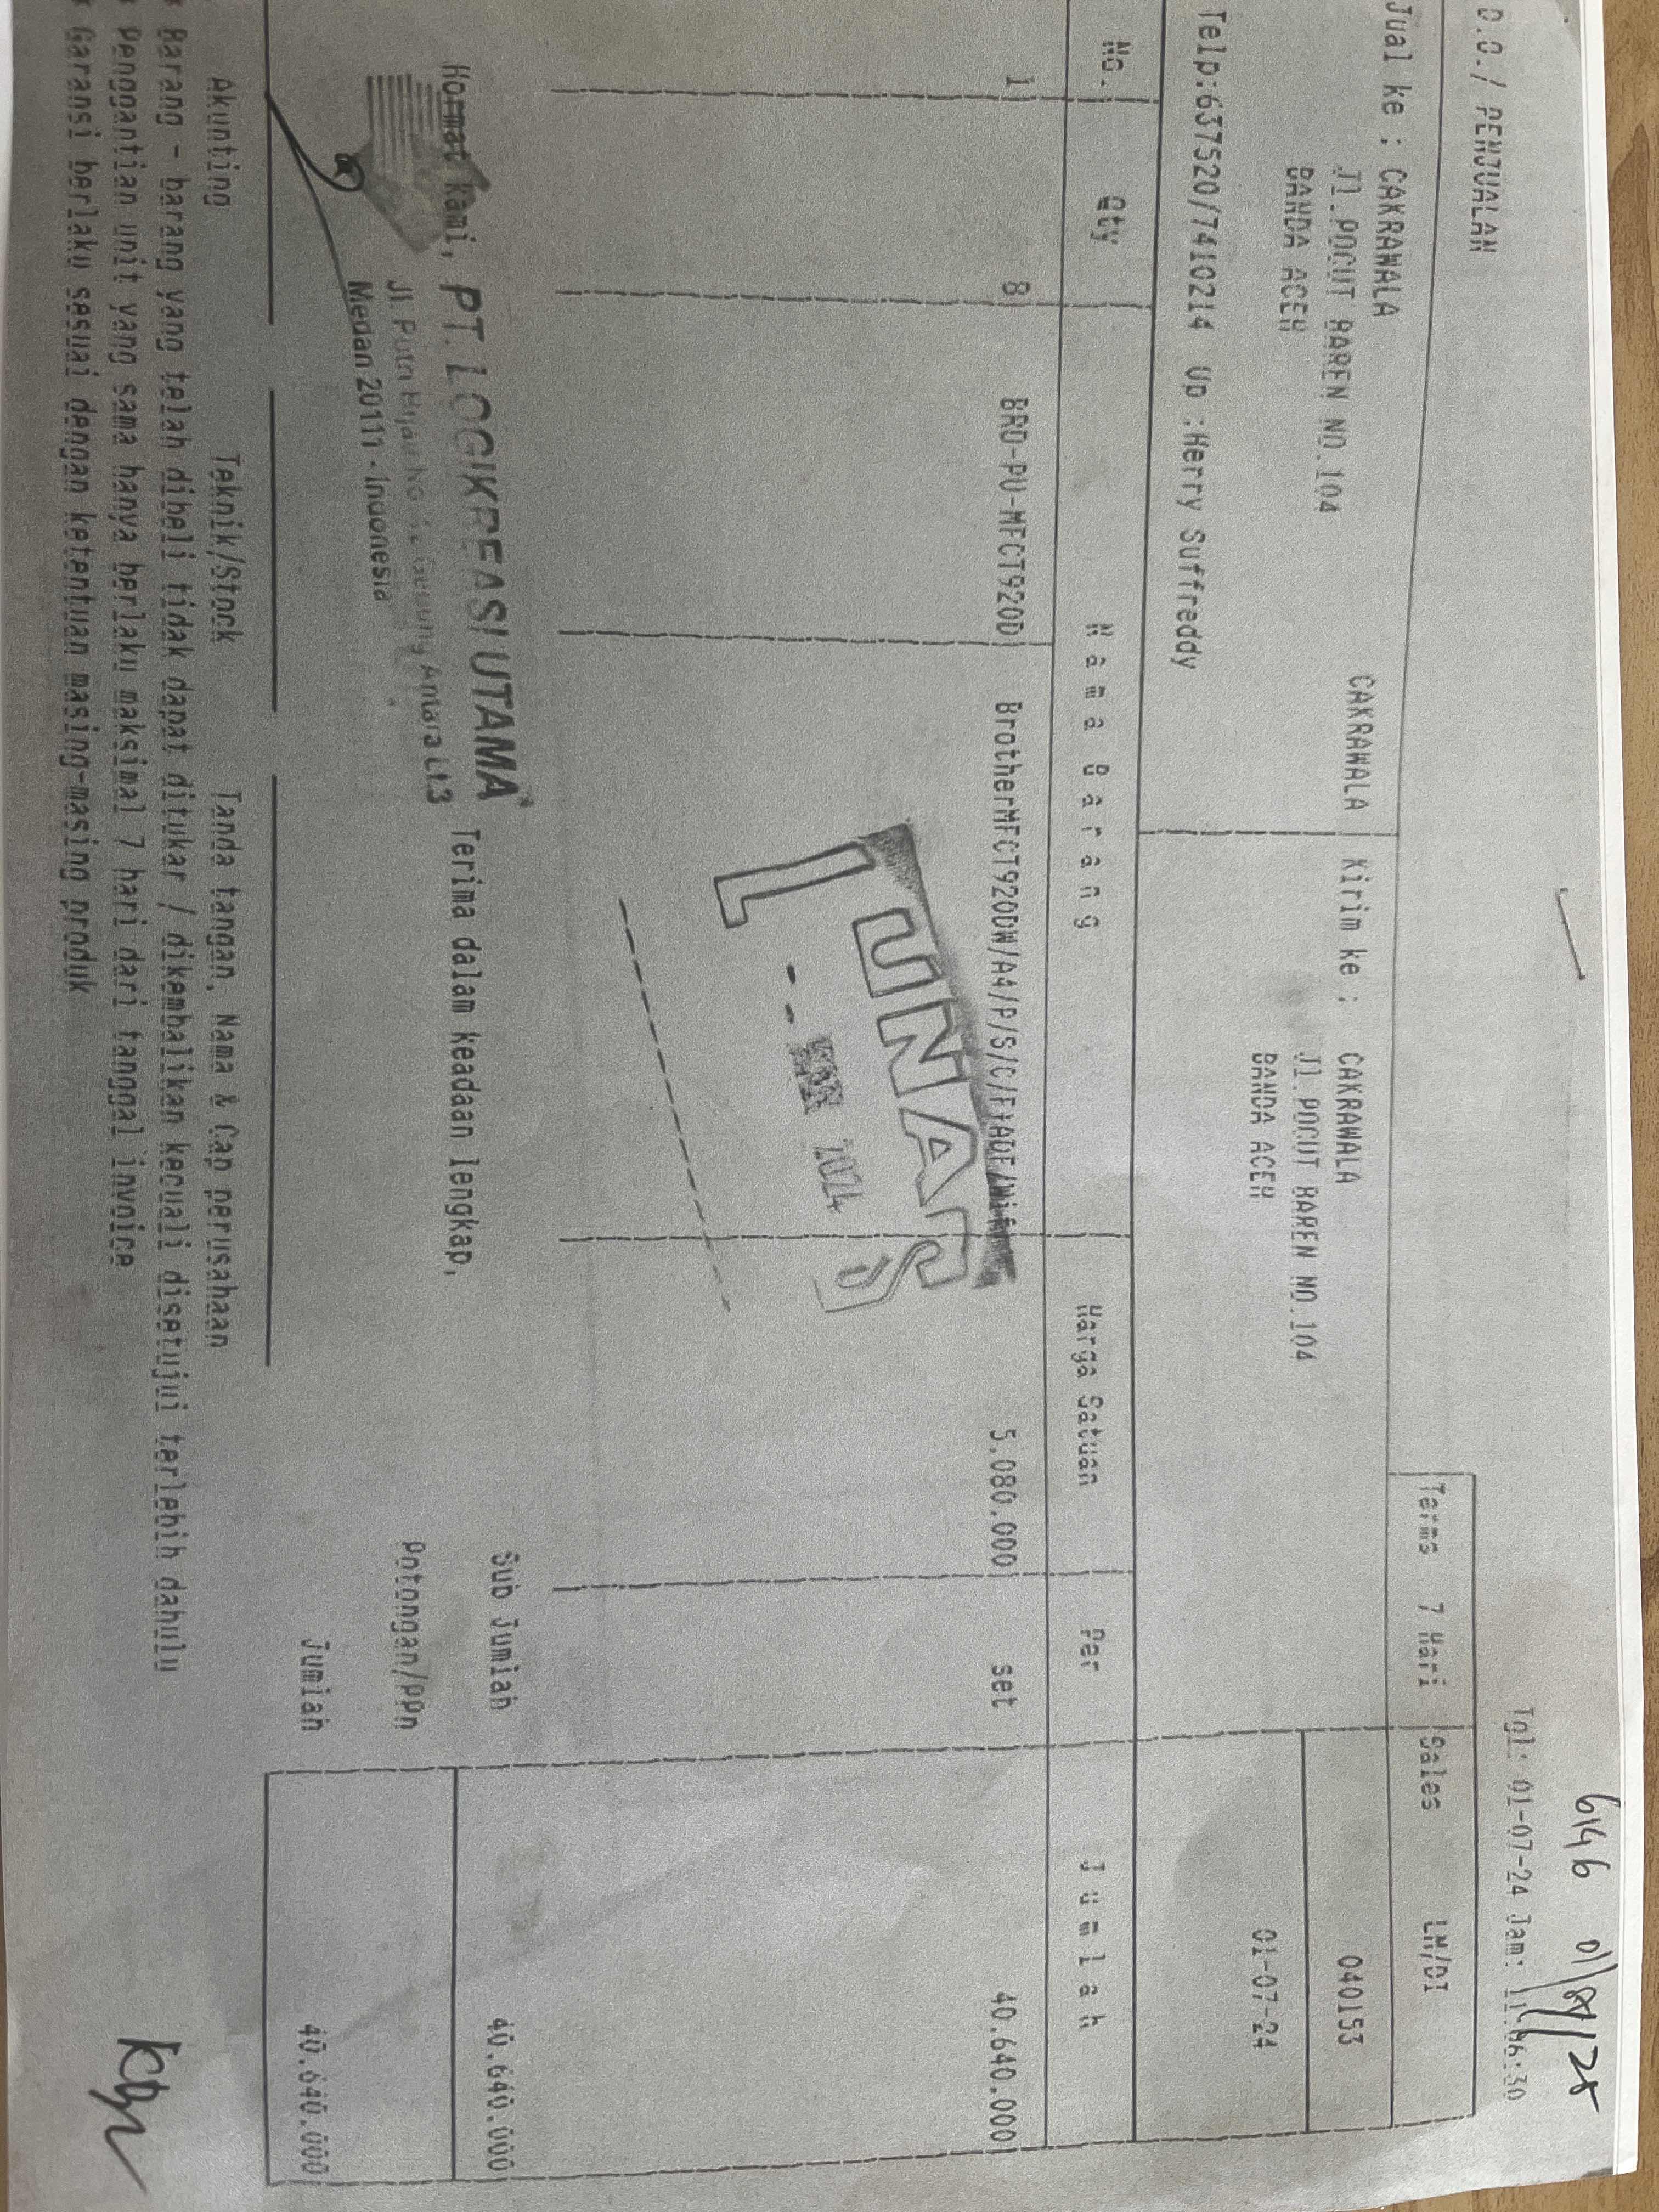 6146
Tgl: 01-07-24 Jam: 11:06:30
D.O./ PENJUALAN
Terms 7 Hari Sales LM/DI
Jual ke : CAKRAWALA CAKRAWALA Kirim ke : CAKRAWALA 040153
Jl.POCUT BAREN NO.104 Jl.POCUT BAREN NO.104
BANDA ACEH BANDA ACEH 01-07-24
Telp:637520/7410214 Up :Herry Suffreddy
No. Qty Nama Barang Harga Satuan Per Jumlah
1 8 BRD-PU-MFCT920D BrotherMFCT920DW/A4/P/S/C/F/ADF/Wifi 5.080.000 set 40.640.000
LUNAS
2024
Hormat kami, Terima dalam keadaan lengkap, Sub Jumlah 40.640.000
PT. LOGIKREASI UTAMA
Jl. Putri Hijau No Gedung Antara Lt.3
Medan 20111 - Indonesia
Potongan/PPn
Jumlah 40.640.000
Akunting Teknik/Stock Tanda tangan, Nama & Cap perusahaan
* Barang - barang yang telah dibeli tidak dapat ditukar / dikembalikan kecuali disetujui terlebih dahulu
* Penggantian unit yang sama hanya berlaku maksimal 7 hari dari tanggal invoice
* Garansi berlaku sesuai dengan ketentuan masing-masing produk